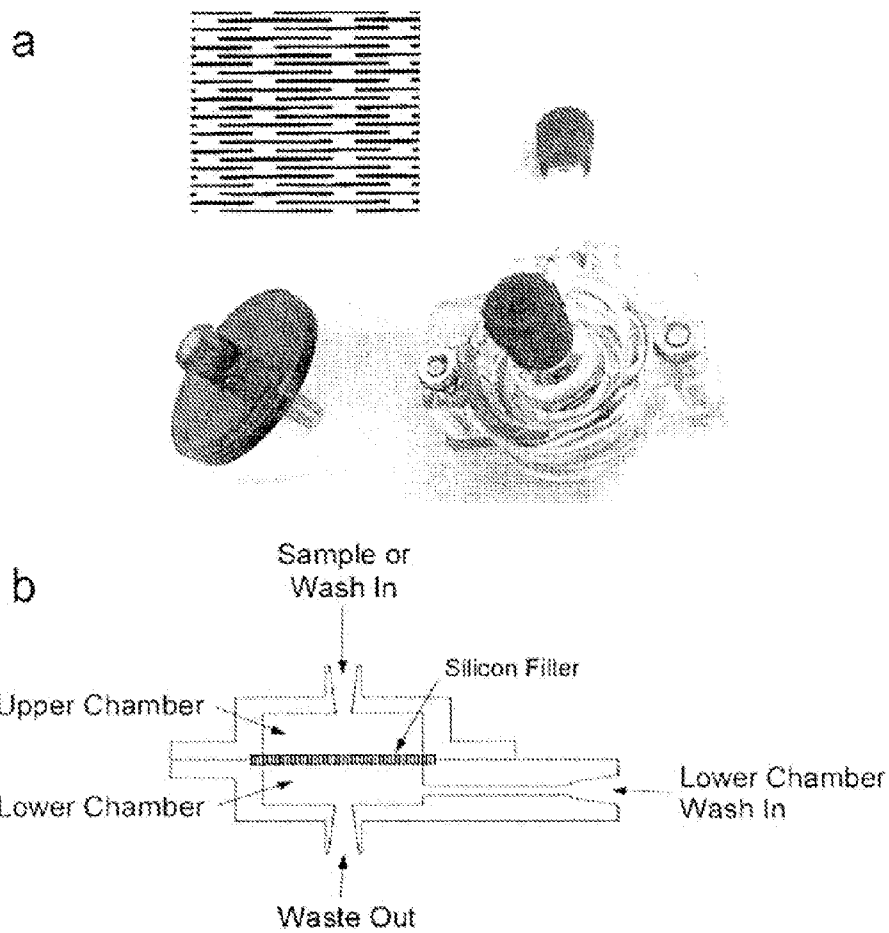 a
b
Sample or
Wash In
Silicon Filter
Upper Chamber
Lower Chamber
Lower Chamber
Wash In
Waste Out